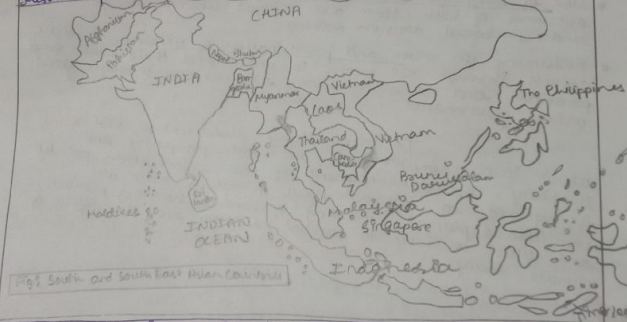 CHINA
Afghanistan
Pakistan
Bhutan
INDIA
Myanmar
Vietnam
Laos
The Philippines
Thailand
Vietnam
Brunei
Darussalam
Malaysia
Singapore
INDIAN
OCEAN
Indonesia
Fig: South and South East Asian Countries